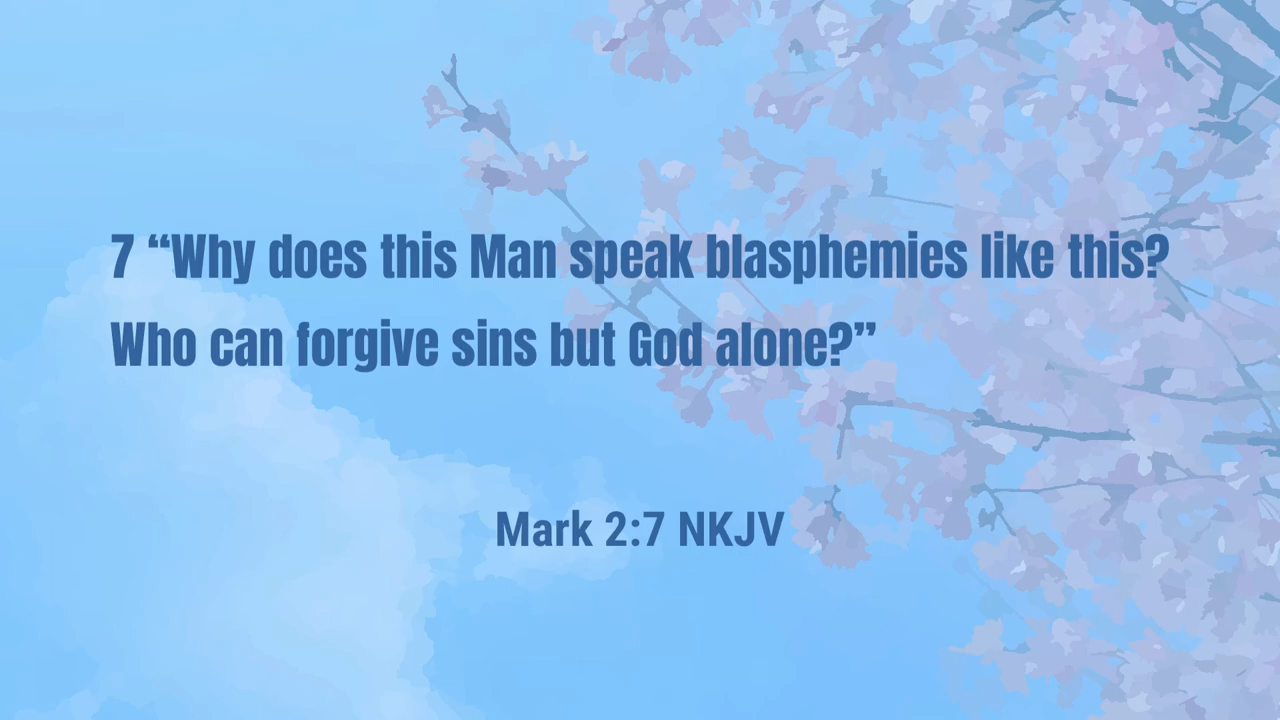 7 “Why does this Man speak blasphemies like this?
Who can forgive sins but God alone?”
Mark 2:7 NKJV